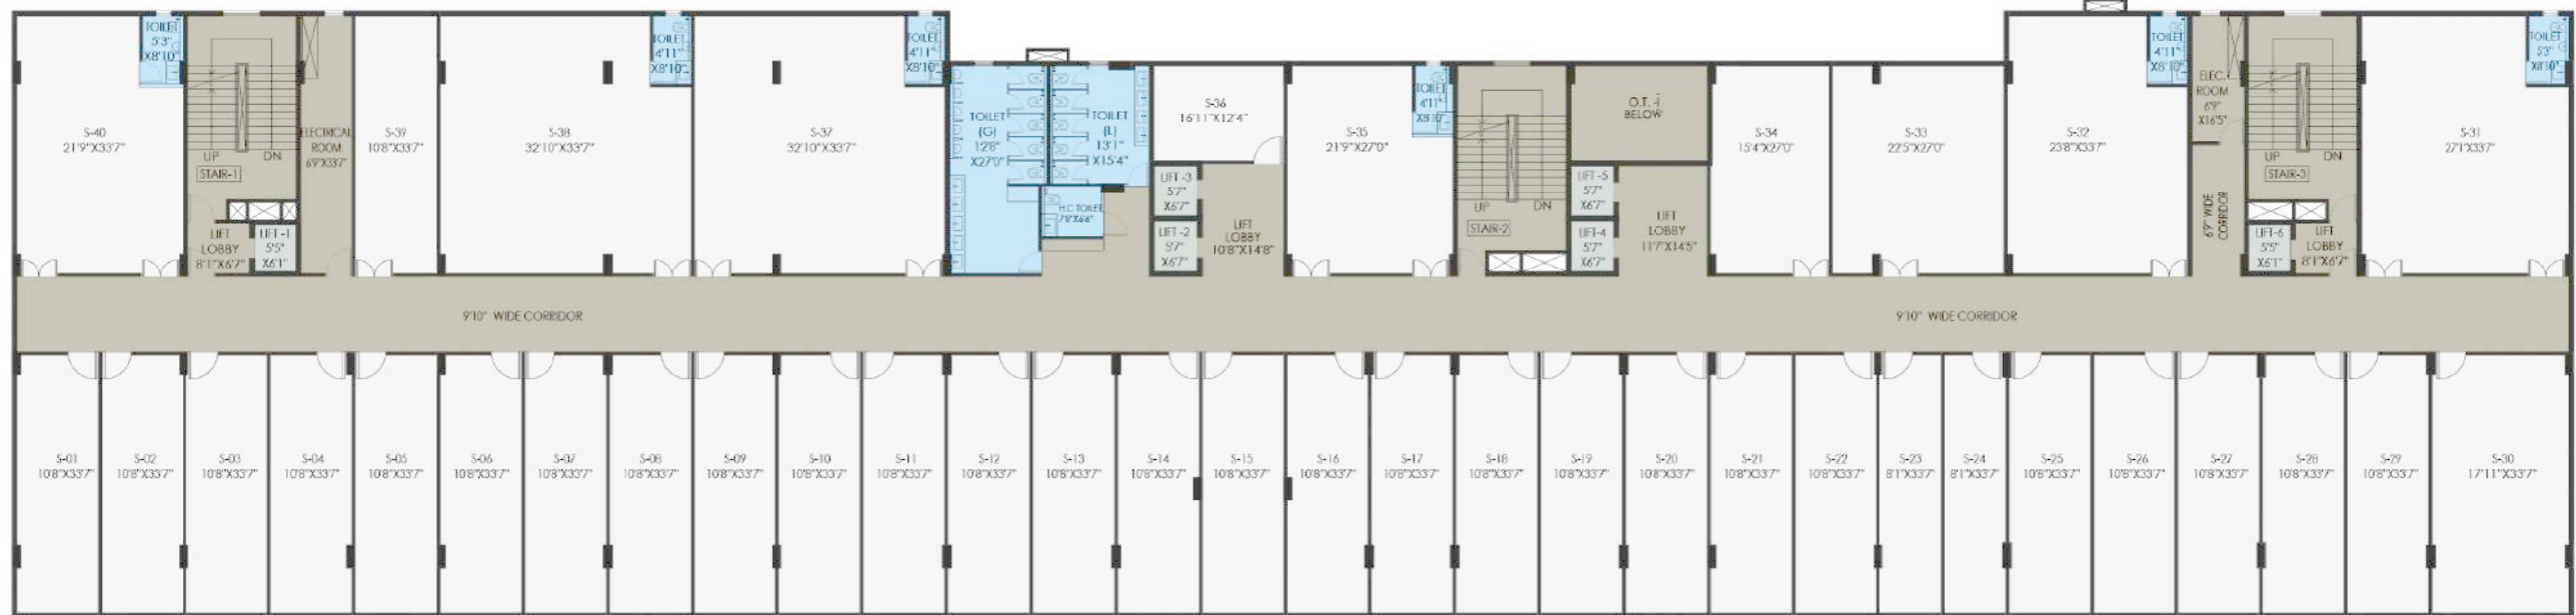 S-40
21'9"X33'7"
TOILET
5'3"
X8'10"
UP
DN
STAIR-1
LIFT
LOBBY
8'1"X6'7"
LIFT -1
5'5"
X6'1"
ELECTRICAL
ROOM
6'9"X33'7"
S-39
10'8"X33'7"
S-38
32'10"X33'7"
TOILET
4'11"
X8'10"
S-37
32'10"X33'7"
TOILET
4'11"
X8'10"
TOILET
(G)
12'8"
X27'0"
TOILET
(L)
13'1"
X15'4"
H.C TOILET
7'8"X6'6"
S-36
16'11"X12'4"
LIFT -3
5'7"
X6'7"
LIFT -2
5'7"
X6'7"
LIFT
LOBBY
10'8"X14'8"
S-35
21'9"X27'0"
TOILET
4'11"
X8'10"
UP
DN
STAIR-2
O.T. -1
BELOW
LIFT -5
5'7"
X6'7"
LIFT-4
5'7"
X6'7"
LIFT
LOBBY
11'7"X14'5"
S-34
15'4"X27'0"
S-33
22'5"X27'0"
S-32
23'8"X33'7"
TOILET
4'11"
X8'10"
ELEC.
ROOM
6'9"
X16'5"
6'9" WIDE
CORRIDOR
UP
DN
STAIR-3
LIFT-6
5'5"
X6'1"
LIFT
LOBBY
8'1"X6'7"
S-31
27'1"X33'7"
TOILET
5'3"
X8'10"
9'10" WIDE CORRIDOR
9'10" WIDE CORRIDOR
S-01
10'8"X33'7"
S-02
10'8"X33'7"
S-03
10'8"X33'7"
S-04
10'8"X33'7"
S-05
10'8"X33'7"
S-06
10'8"X33'7"
S-07
10'8"X33'7"
S-08
10'8"X33'7"
S-09
10'8"X33'7"
S-10
10'8"X33'7"
S-11
10'8"X33'7"
S-12
10'8"X33'7"
S-13
10'8"X33'7"
S-14
10'8"X33'7"
S-15
10'8"X33'7"
S-16
10'8"X33'7"
S-17
10'8"X33'7"
S-18
10'8"X33'7"
S-19
10'8"X33'7"
S-20
10'8"X33'7"
S-21
10'8"X33'7"
S-22
10'8"X33'7"
S-23
8'1"X33'7"
S-24
8'1"X33'7"
S-25
10'8"X33'7"
S-26
10'8"X33'7"
S-27
10'8"X33'7"
S-28
10'8"X33'7"
S-29
10'8"X33'7"
S-30
17'11"X33'7"